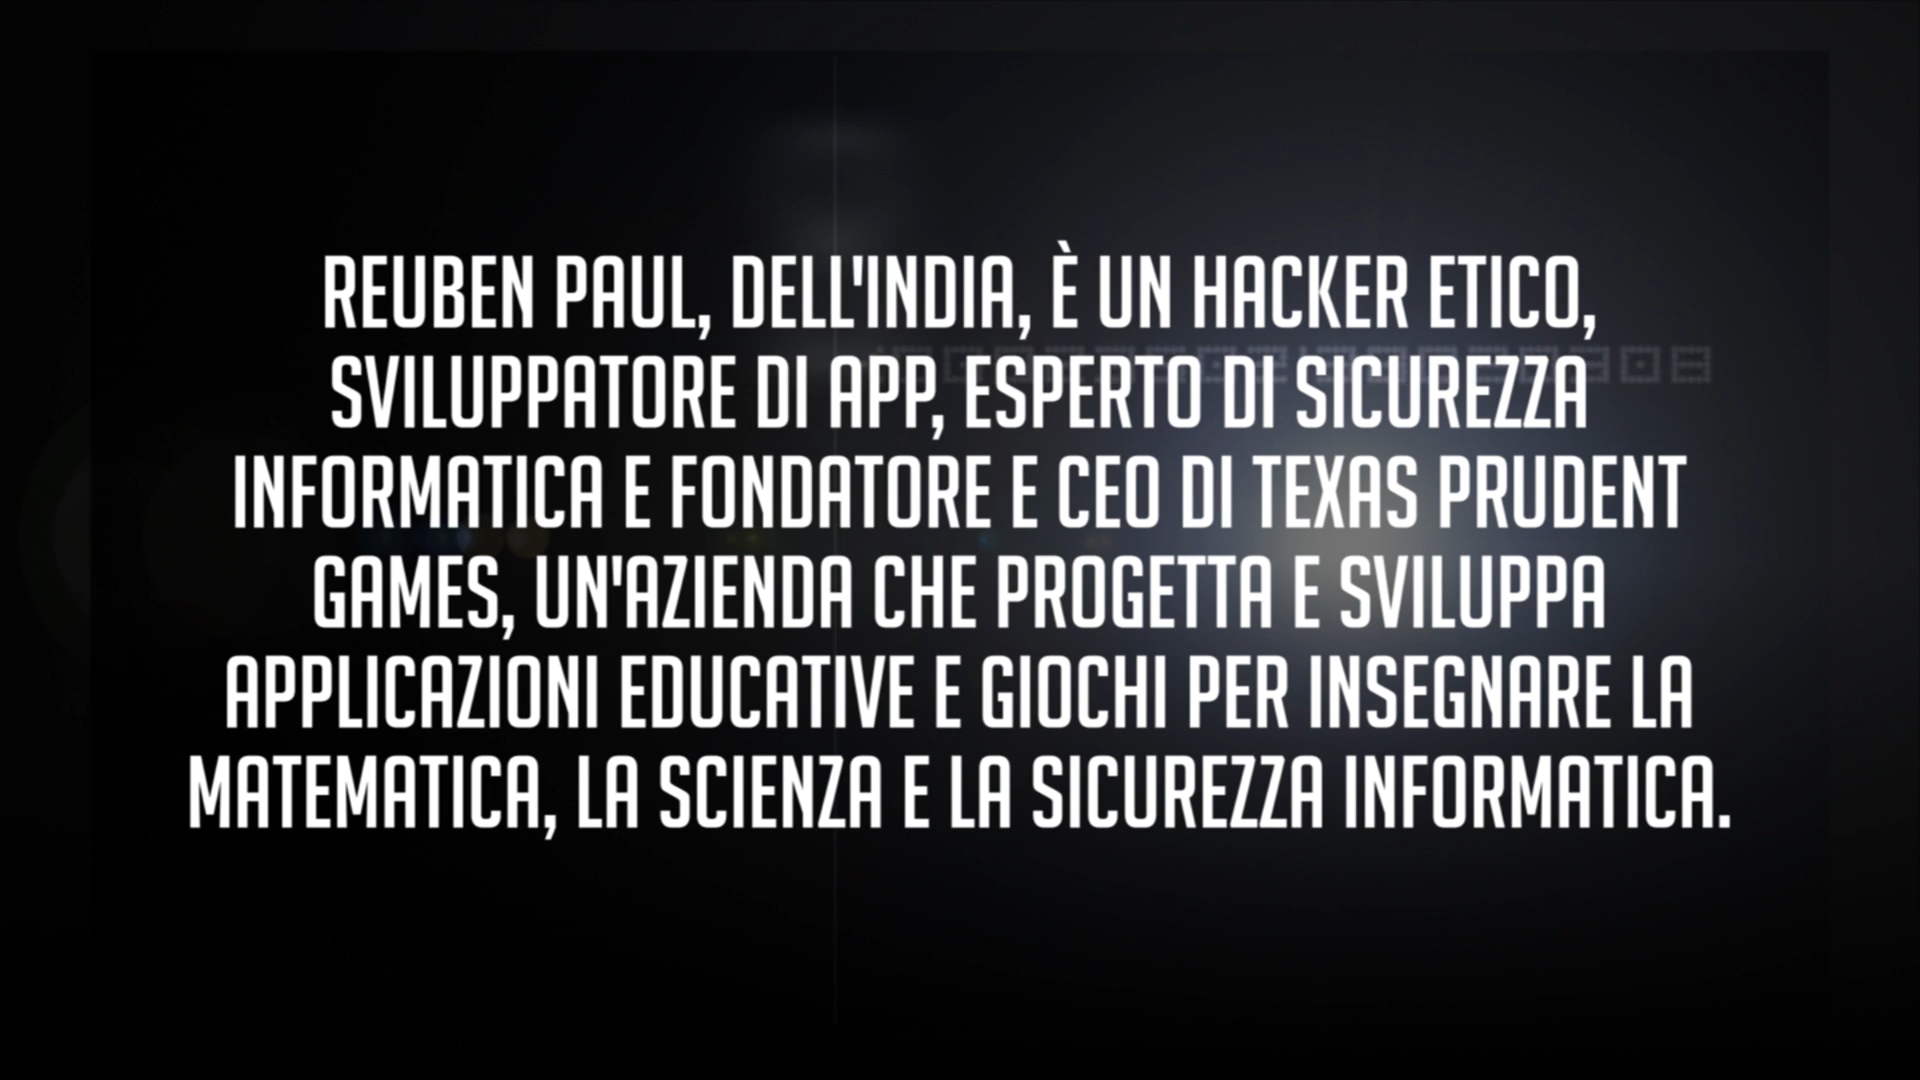 REUBEN PAUL, DELL'INDIA, È UN HACKER ETICO,
SVILUPPATORE DI APP, ESPERTO DI SICUREZZA
INFORMATICA E FONDATORE E CEO DI TEXAS PRUDENT
GAMES, UN'AZIENDA CHE PROGETTA E SVILUPPA
APPLICAZIONI EDUCATIVE E GIOCHI PER INSEGNARE LA
MATEMATICA, LA SCIENZA E LA SICUREZZA INFORMATICA.